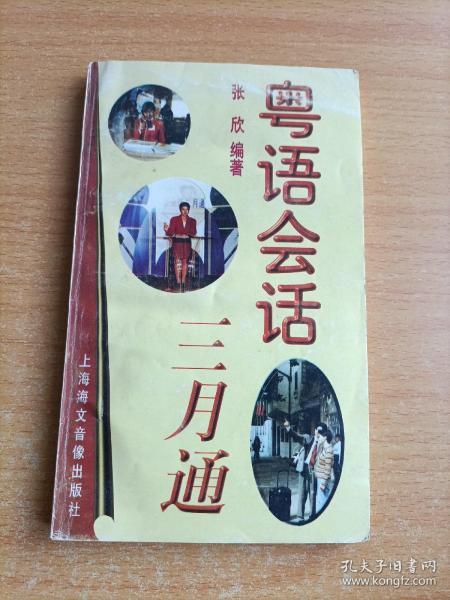 粤语会话
三月通
张欣编著
上海海文音像出版社
孔夫子旧书网
www.kongfz.com